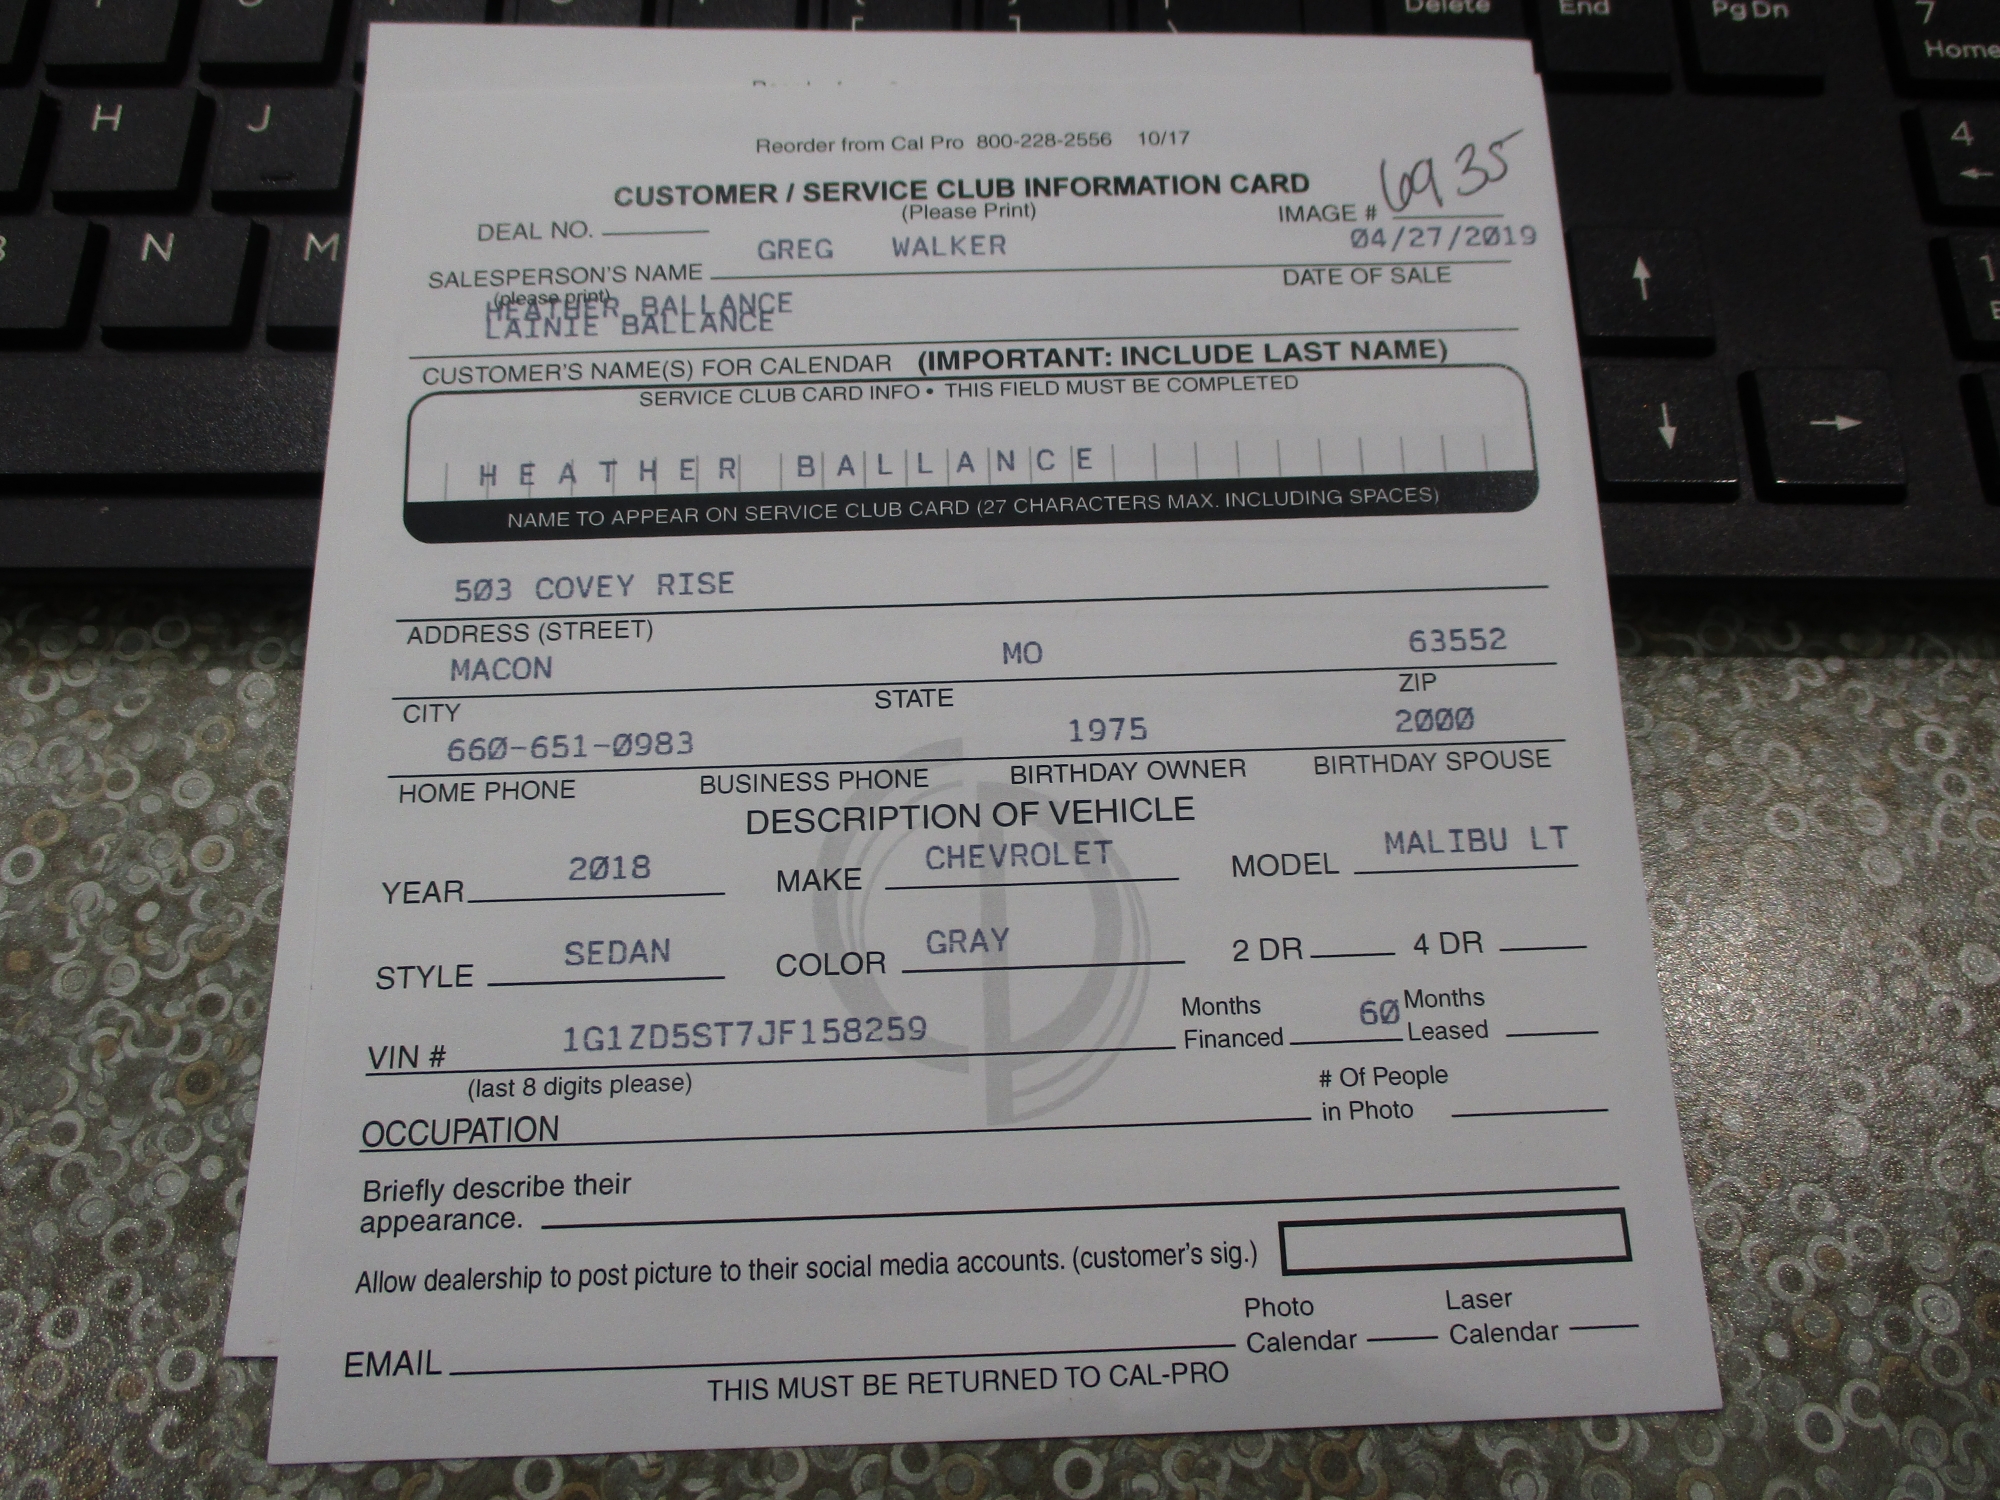 Delete End PgDn 7
Home
H J 4
N M
Reorder from Cal Pro 800-228-2556 10/17
CUSTOMER / SERVICE CLUB INFORMATION CARD
(Please Print)
DEAL NO. IMAGE # 6935
GREG WALKER 04/27/2019
SALESPERSON'S NAME DATE OF SALE
(please print)
HEATHER BALLANCE
LAINIE BALLANCE
CUSTOMER'S NAME(S) FOR CALENDAR (IMPORTANT: INCLUDE LAST NAME)
SERVICE CLUB CARD INFO • THIS FIELD MUST BE COMPLETED
HEATHER BALLANCE
NAME TO APPEAR ON SERVICE CLUB CARD (27 CHARACTERS MAX. INCLUDING SPACES)
503 COVEY RISE
ADDRESS (STREET)
MACON MO 63552
CITY STATE ZIP
660-651-0983 1975 2000
HOME PHONE BUSINESS PHONE BIRTHDAY OWNER BIRTHDAY SPOUSE
DESCRIPTION OF VEHICLE
YEAR 2018 MAKE CHEVROLET MODEL MALIBU LT
STYLE SEDAN COLOR GRAY 2 DR 4 DR
VIN # 1G1ZD5ST7JF158259 Months Financed 60 Months Leased
(last 8 digits please)
OCCUPATION # Of People in Photo
Briefly describe their
appearance.
Allow dealership to post picture to their social media accounts. (customer's sig.)
EMAIL Photo Calendar Laser Calendar
THIS MUST BE RETURNED TO CAL-PRO